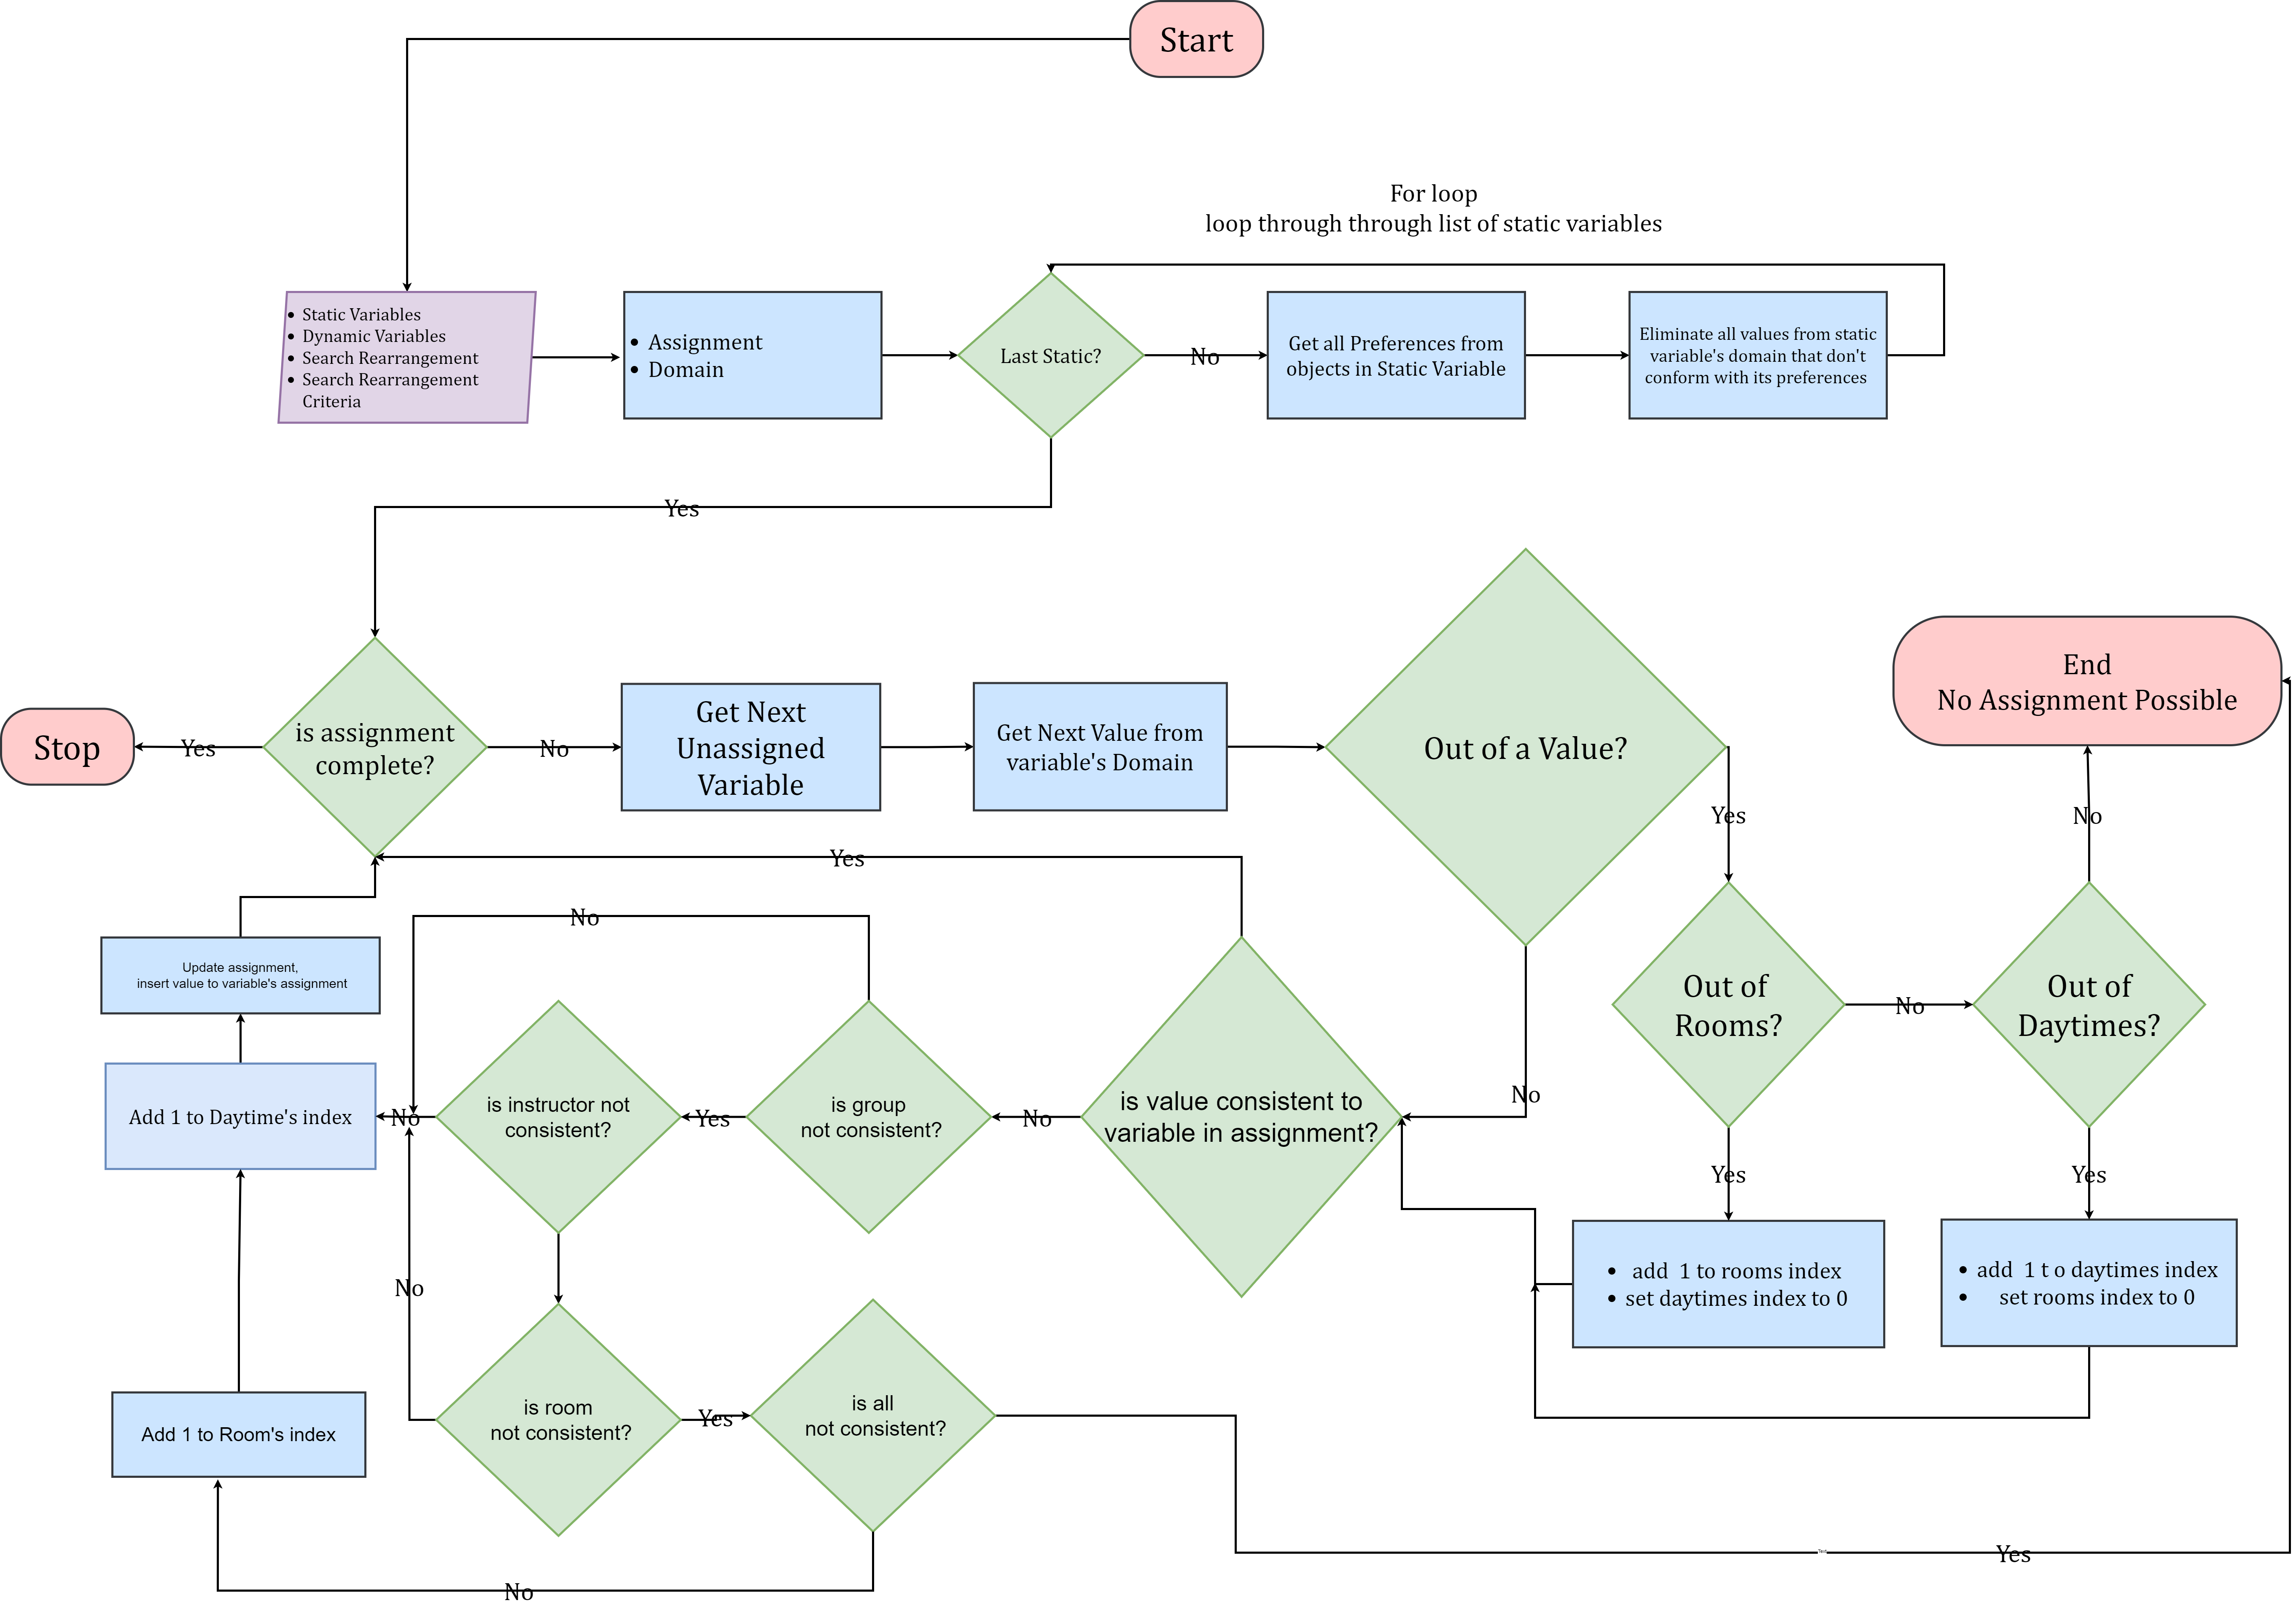 Start
For loop
loop through through list of static variables
Static Variables
Dynamic Variables
Search Rearrangement
Search Rearrangement
Criteria
Assignment
Domain
Last Static?
No
Get all Preferences from
objects in Static Variable
Eliminate all values from static
variable's domain that don't
conform with its preferences
Yes
Stop
Yes
is assignment
complete?
No
Get Next
Unassigned
Variable
Get Next Value from
variable's Domain
Out of a Value?
End
No Assignment Possible
Yes
No
Yes
No
Update assignment,
insert value to variable's assignment
Out of
Rooms?
No
Out of
Daytimes?
Add 1 to Daytime's index
No
is instructor not
consistent?
Yes
is group
not consistent?
No
is value consistent to
variable in assignment?
No
Yes
Yes
No
add 1 to rooms index
set daytimes index to 0
add 1 t o daytimes index
set rooms index to 0
Add 1 to Room's index
is room
not consistent?
Yes
is all
not consistent?
Yes
No